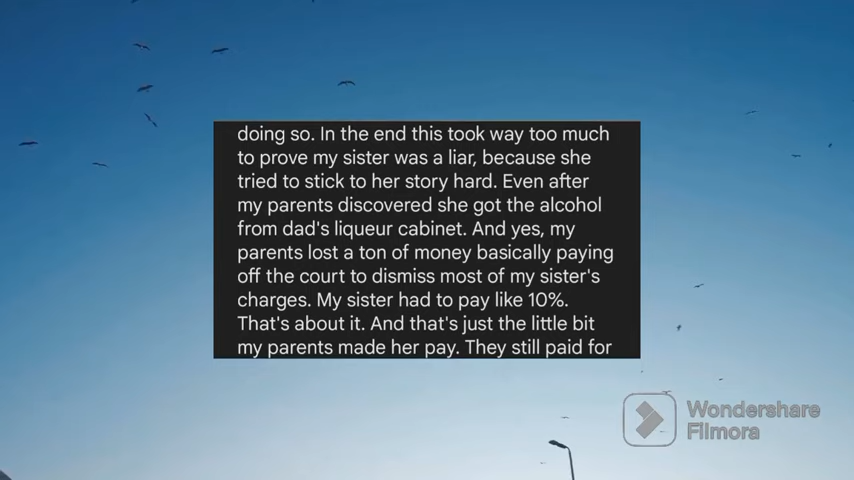 doing so. In the end this took way too much
to prove my sister was a liar, because she
tried to stick to her story hard. Even after
my parents discovered she got the alcohol
from dad's liqueur cabinet. And yes, my
parents lost a ton of money basically paying
off the court to dismiss most of my sister's
charges. My sister had to pay like 10%.
That's about it. And that's just the little bit
my parents made her pay. They still paid for
Wondershare
Filmora